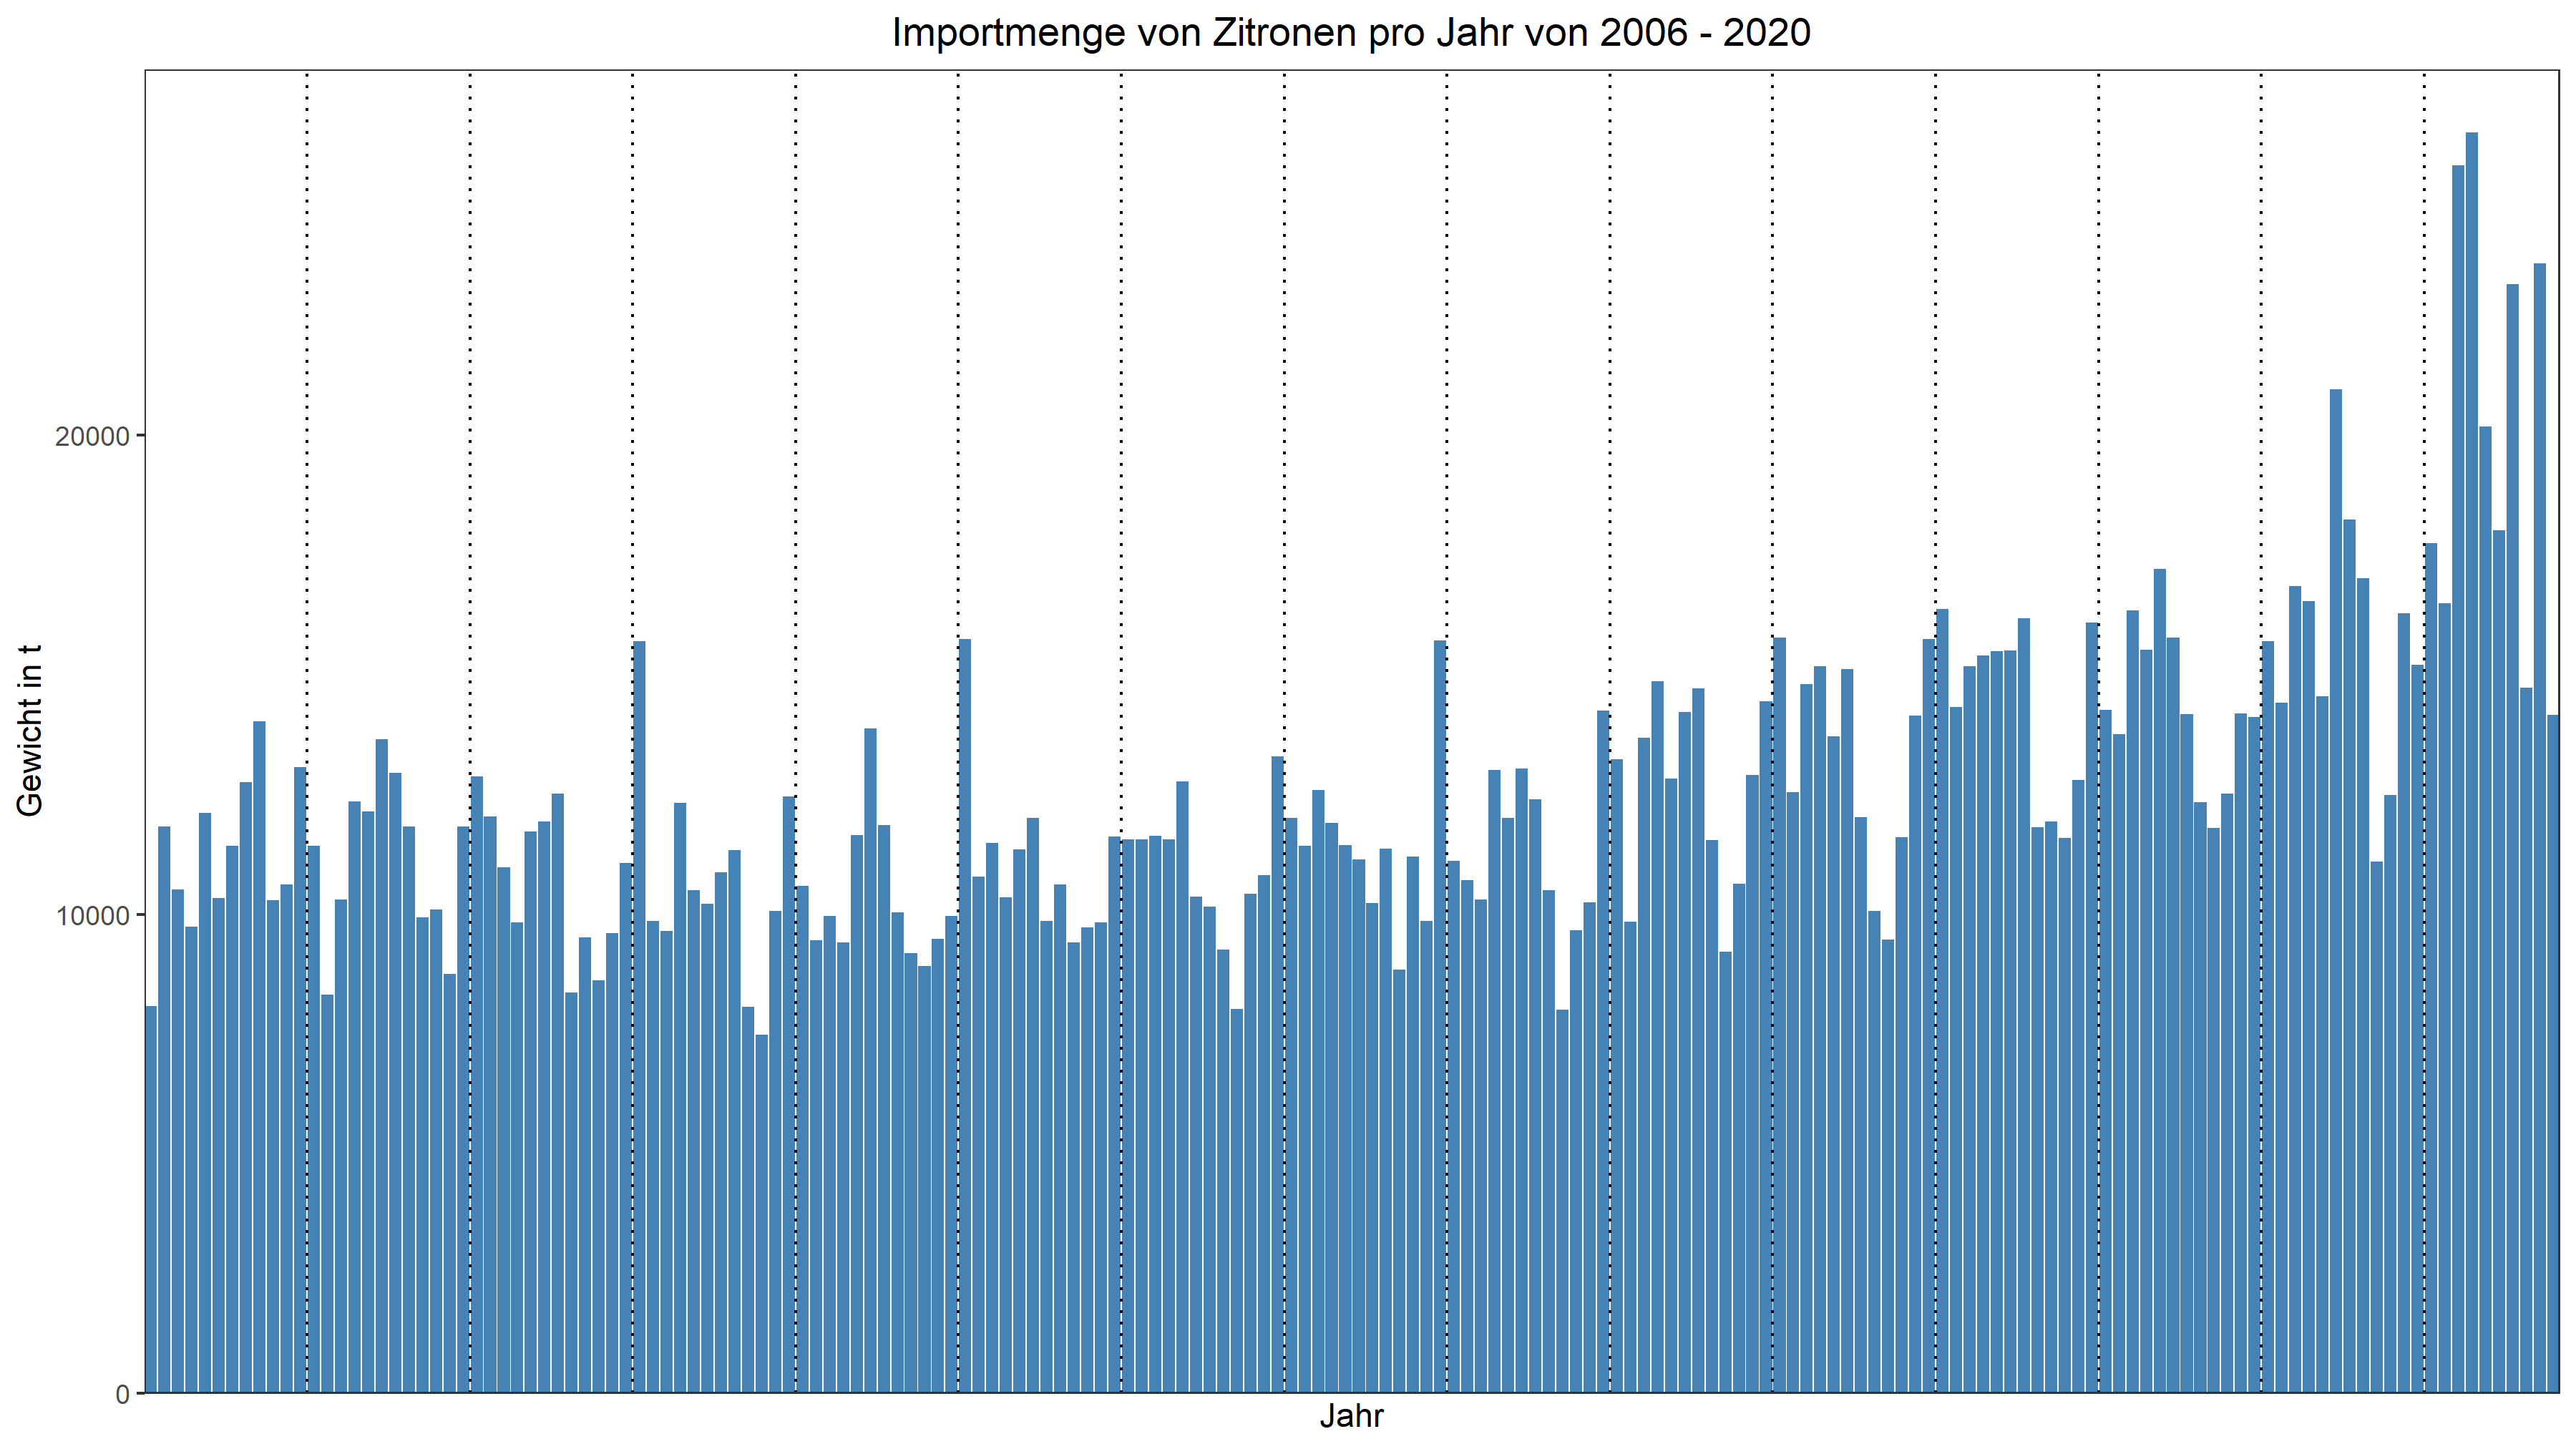 Importmenge von Zitronen pro Jahr von 2006 - 2020
Gewicht in t
20000
10000
0
Jahr